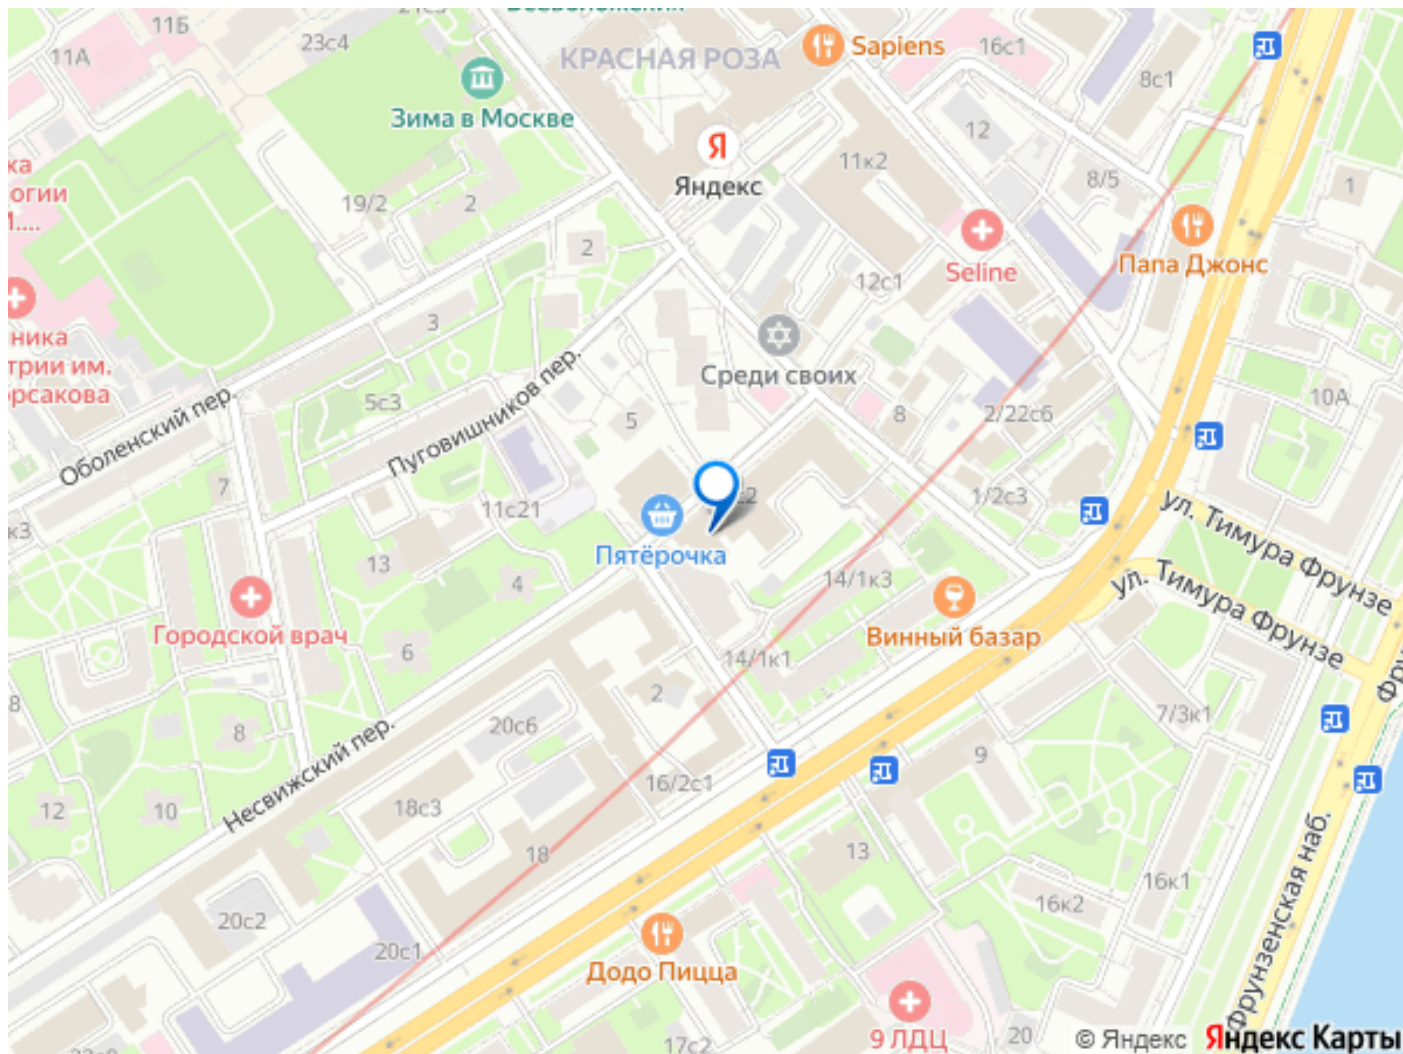 11Б
23с4
11А
КРАСНАЯ РОЗА
Sapiens
16с1
8с1
Зима в Москве
12
Яндекс
11к2
8/5
1
19/2
2
2
Seline
Папа Джонс
12с1
3
Среди своих
5с3
5
8
2/22с6
10А
Оболенский пер.
Пуговишников пер.
7
11с21
1/2с3
ул. Тимура Фрунзе
ул. Тимура Фрунзе
Пятёрочка
13
4
14/1к3
Городской врач
6
Винный базар
14/1к1
2
8
20с6
7/3к1
9
Несвижский пер.
16/2с1
12
10
18с3
18
13
16к1
16к2
20с2
20с1
Додо Пицца
Фрунзенская наб.
9 ЛДЦ
20
17с2
© Яндекс Яндекс Карты